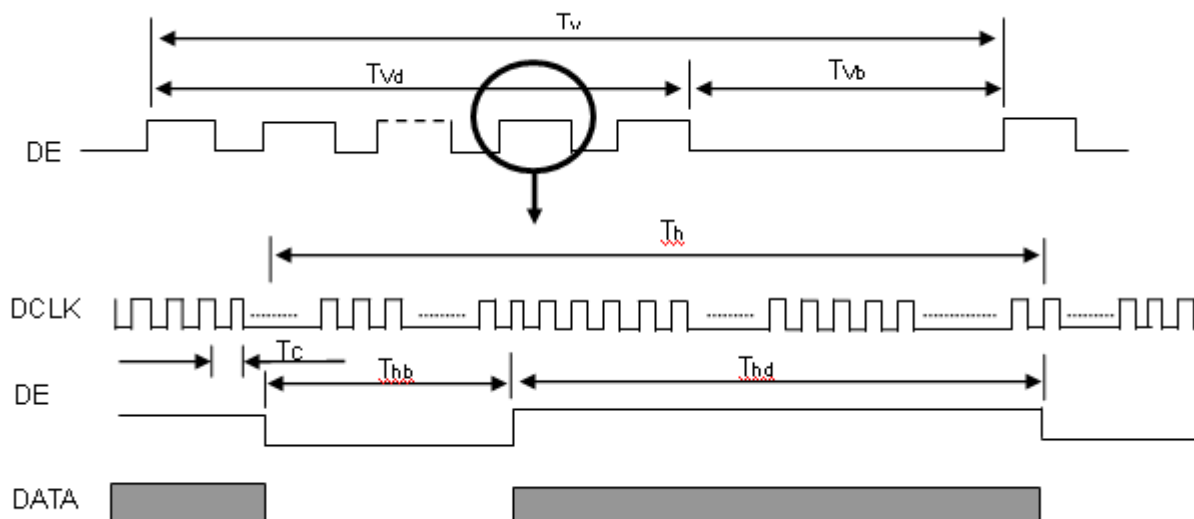 Tv
Tvd
Tvb
DE
Th
DCLK
Tc
Thb
Thd
DE
DATA